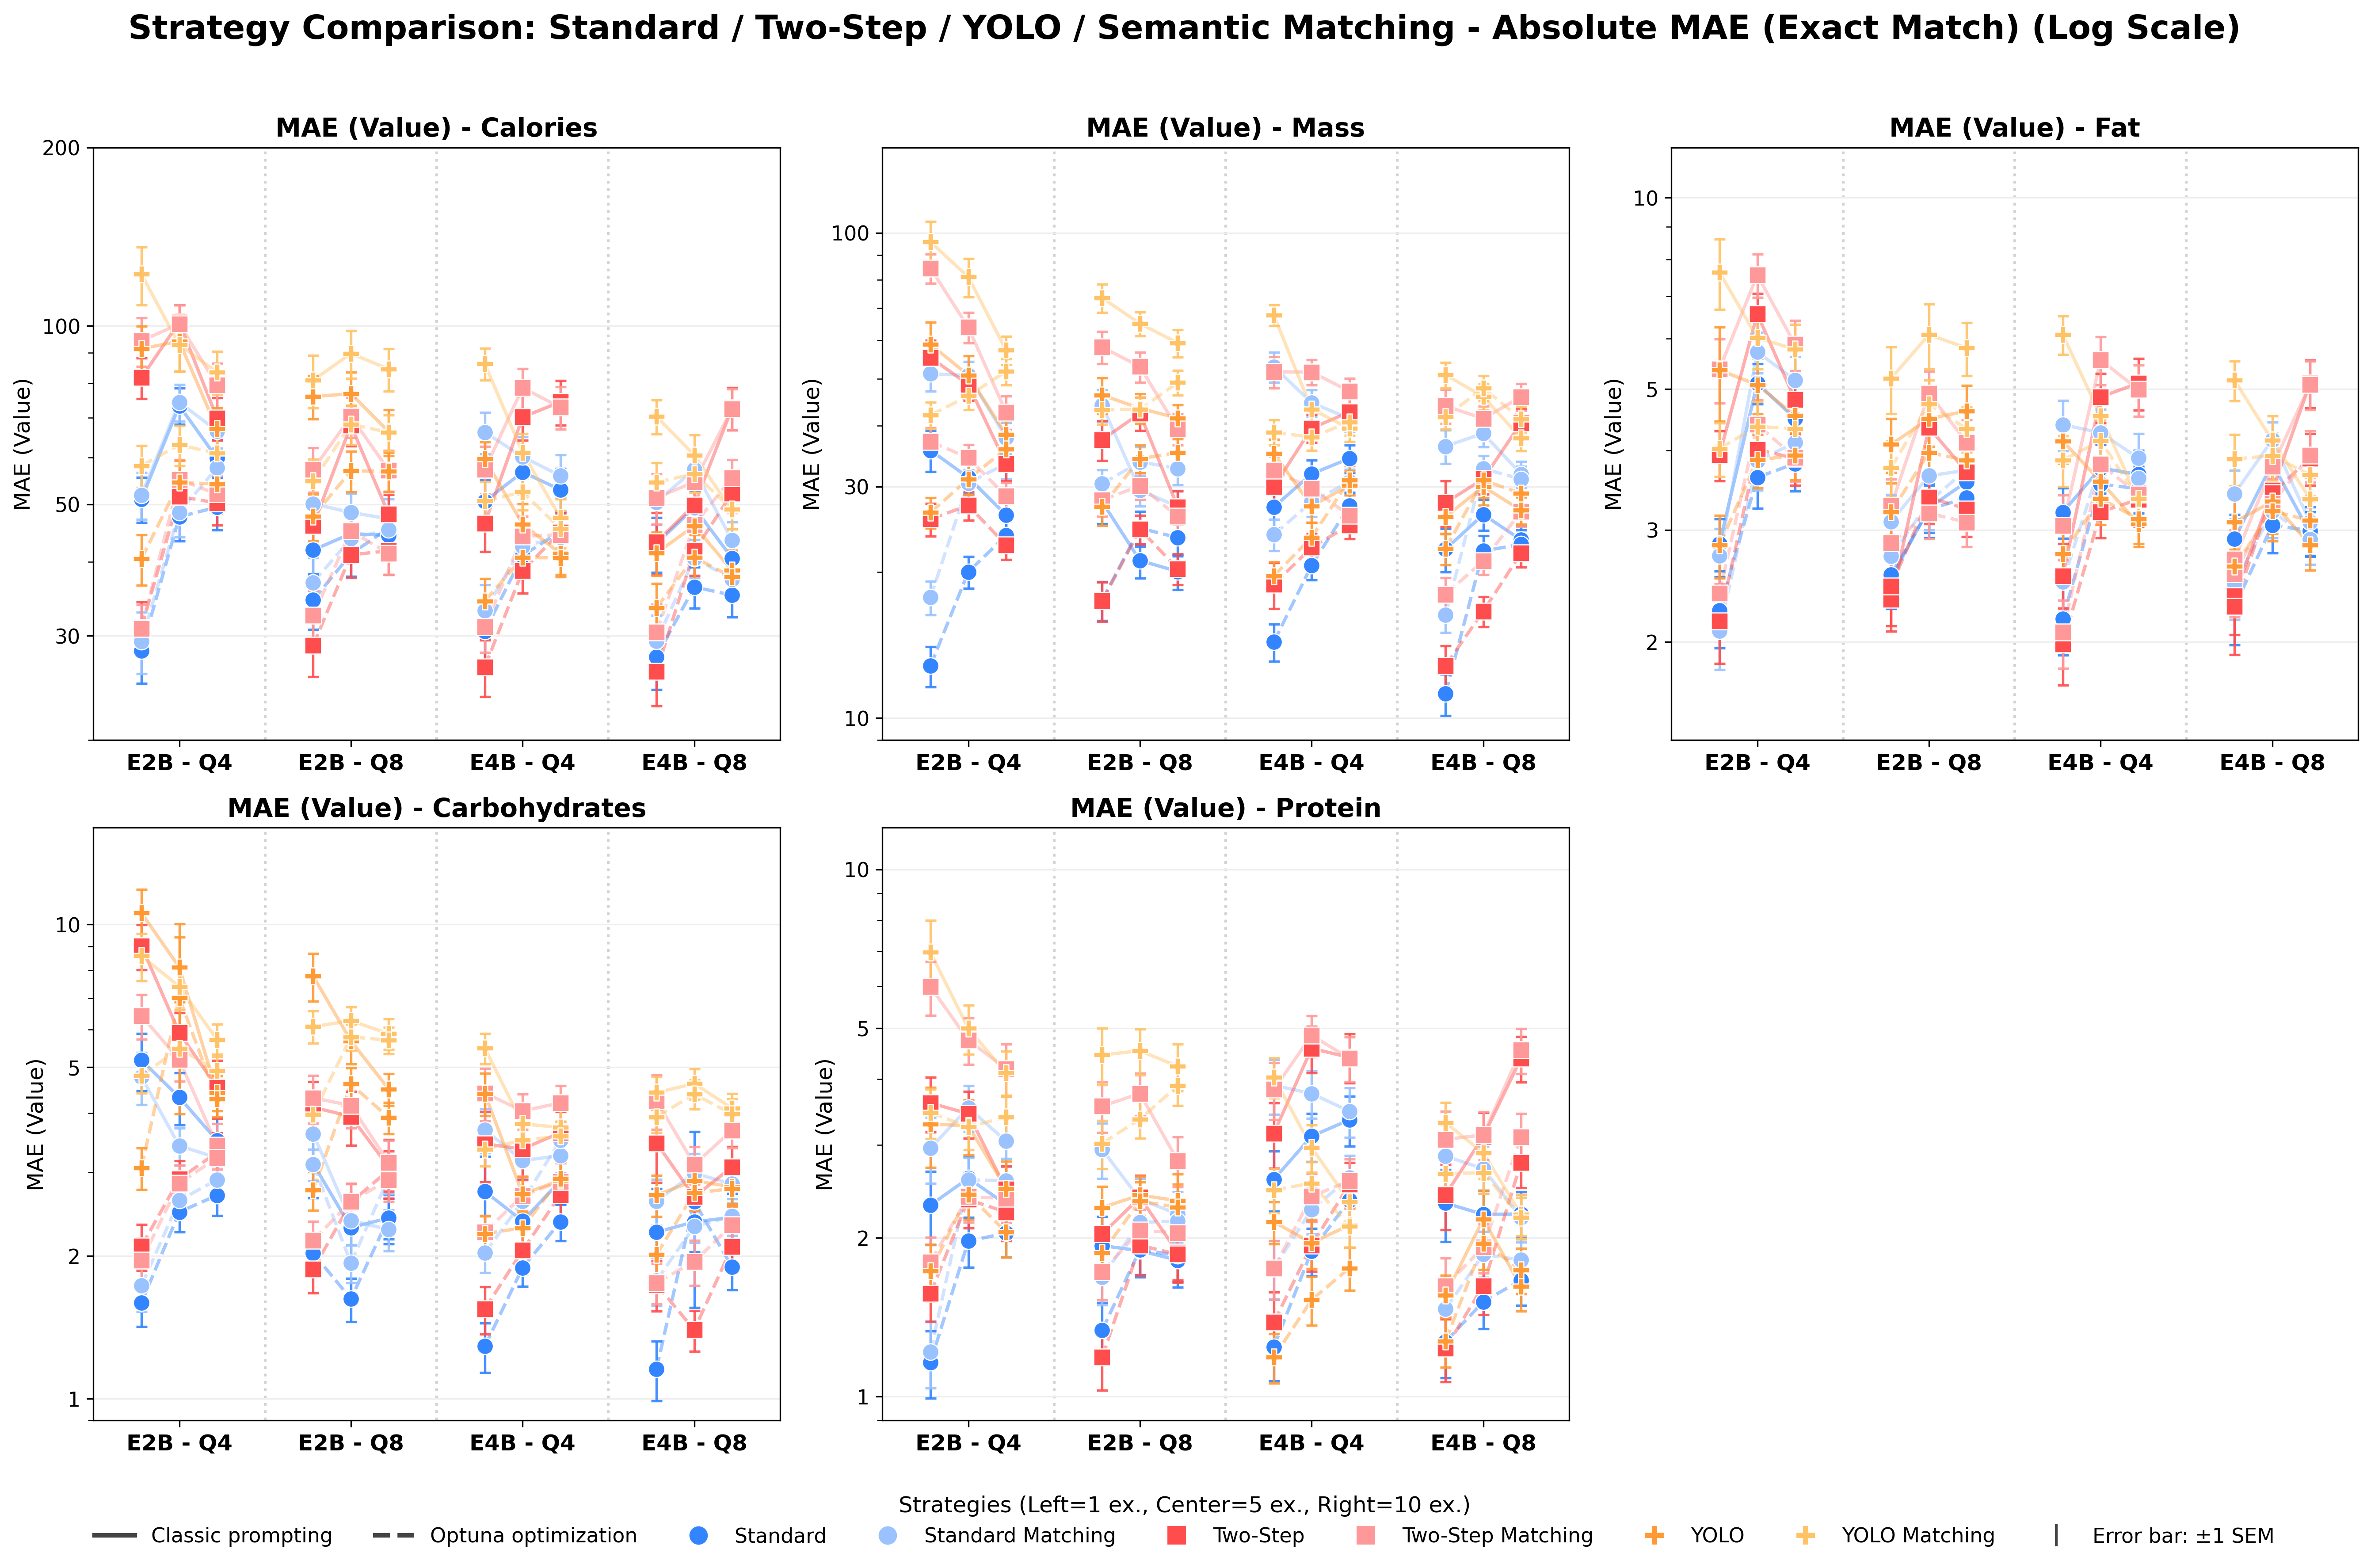 Strategy Comparison: Standard / Two-Step / YOLO / Semantic Matching - Absolute MAE (Exact Match) (Log Scale)
MAE (Value) - Calories
MAE (Value)
200
100
50
30
E2B - Q4
E2B - Q8
E4B - Q4
E4B - Q8
MAE (Value) - Mass
MAE (Value)
100
30
10
E2B - Q4
E2B - Q8
E4B - Q4
E4B - Q8
MAE (Value) - Fat
MAE (Value)
10
5
3
2
E2B - Q4
E2B - Q8
E4B - Q4
E4B - Q8
MAE (Value) - Carbohydrates
MAE (Value)
10
5
2
1
E2B - Q4
E2B - Q8
E4B - Q4
E4B - Q8
MAE (Value) - Protein
MAE (Value)
10
5
2
1
E2B - Q4
E2B - Q8
E4B - Q4
E4B - Q8
Strategies (Left=1 ex., Center=5 ex., Right=10 ex.)
Classic prompting
Optuna optimization
Standard
Standard Matching
Two-Step
Two-Step Matching
YOLO
YOLO Matching
Error bar: ±1 SEM